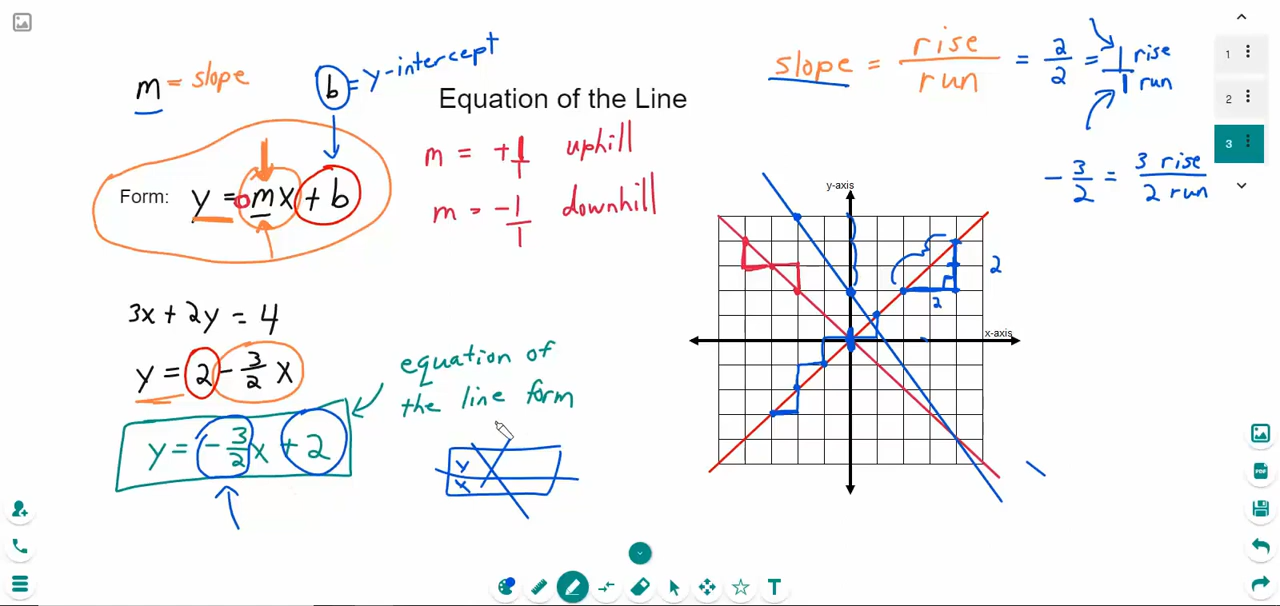 m = slope
b = y-intercept
Equation of the Line
Form: y = mx + b
m = +1/1 uphill
m = -1/1 downhill
3x + 2y = 4
y = 2 - 3/2 x
y = -3/2 x + 2
equation of
the line form
y
x
slope = rise/run = 2/2 = 1 rise/1 run
-3/2 = 3 rise/2 run
y-axis
2
2
x-axis
1
2
3
PDF
T